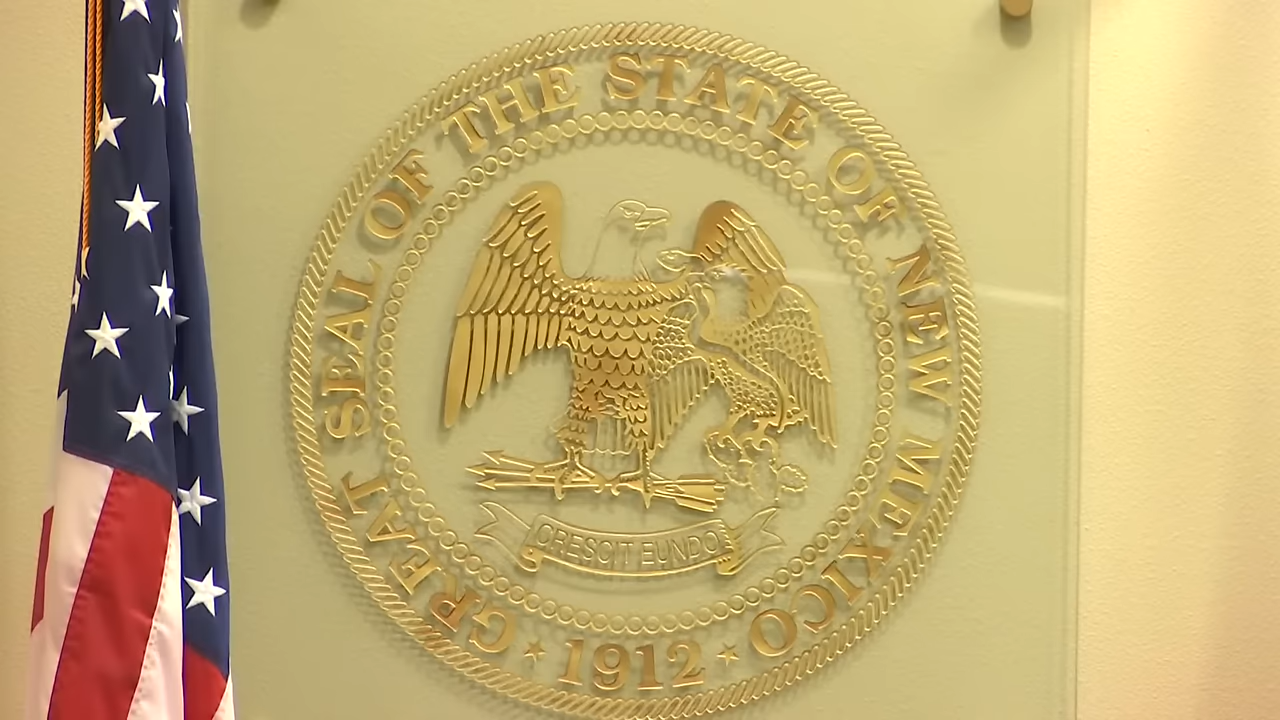 GREAT SEAL OF THE STATE OF NEW MEXICO
CRESCIT EUNDO
1912